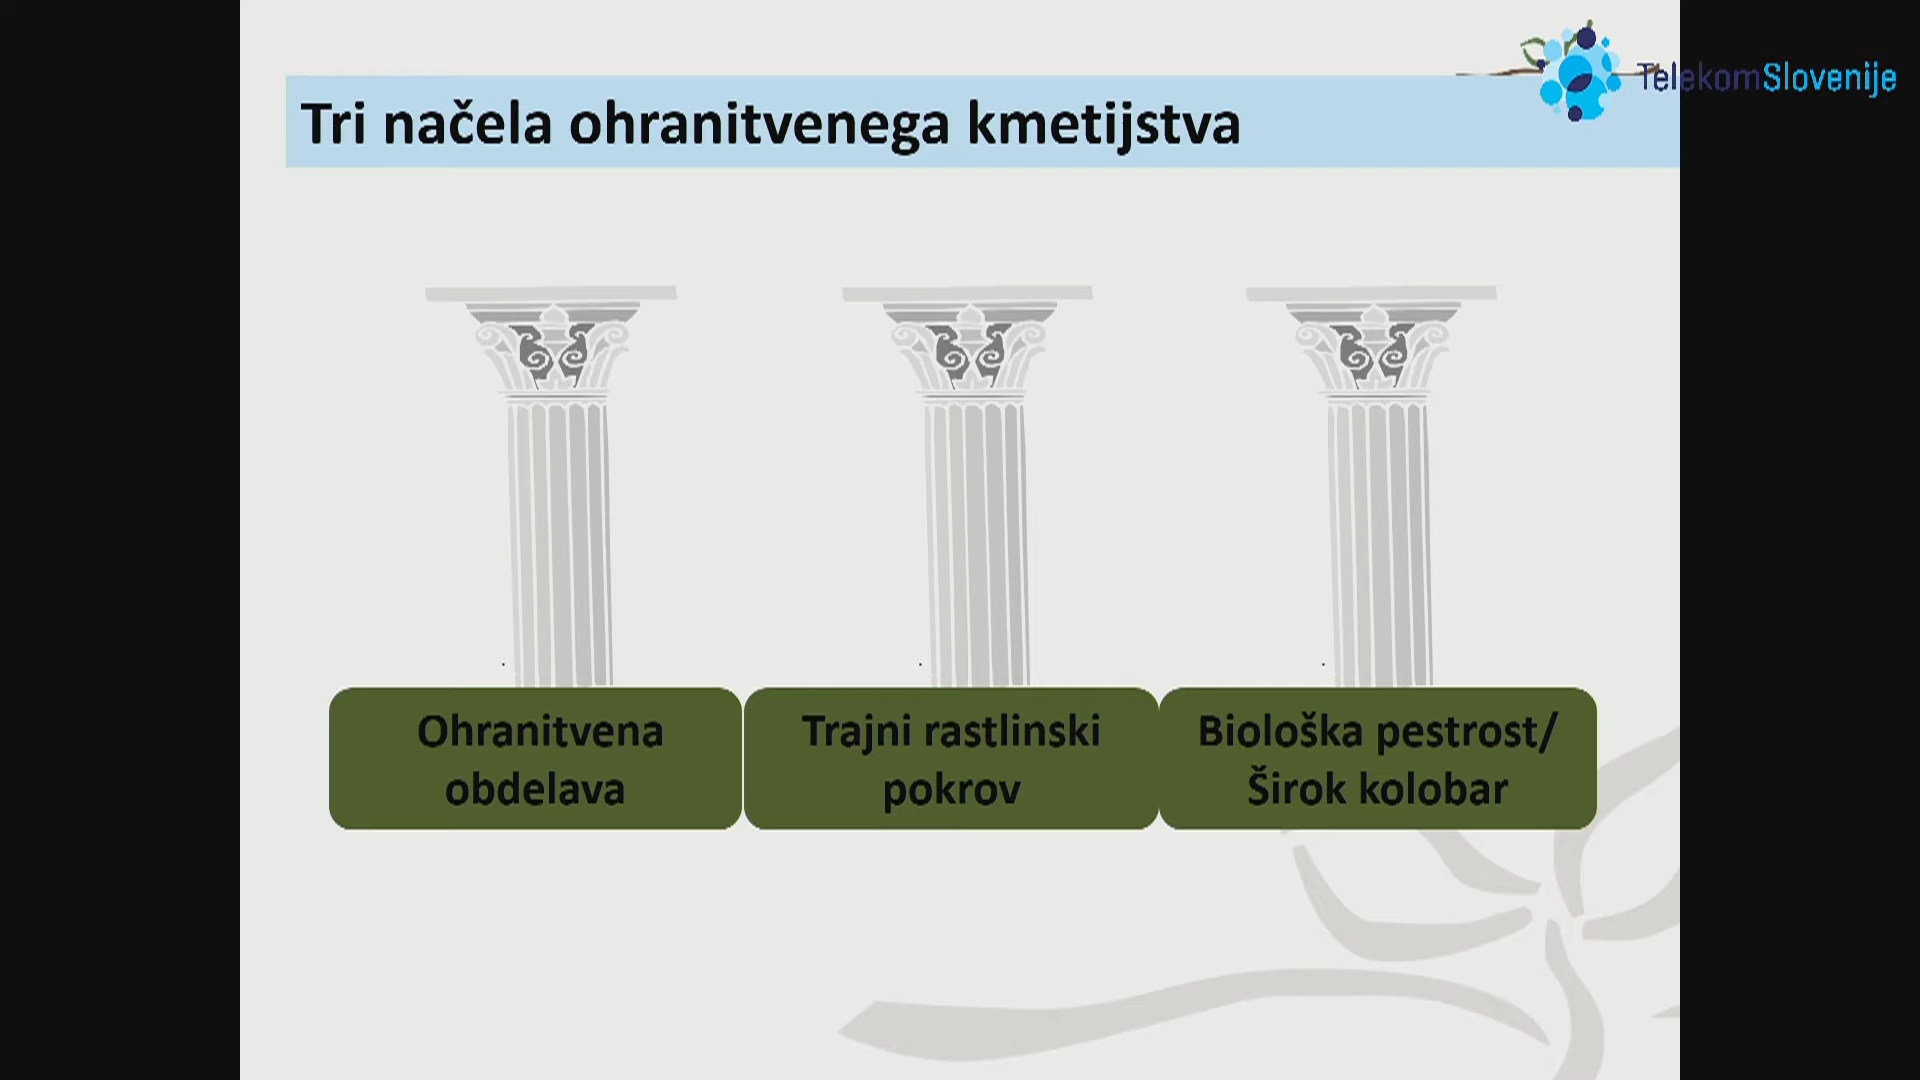 TelekomSlovenije
Tri načela ohranitvenega kmetijstva
Ohranitvena
obdelava
Trajni rastlinski
pokrov
Biološka pestrost/
Širok kolobar